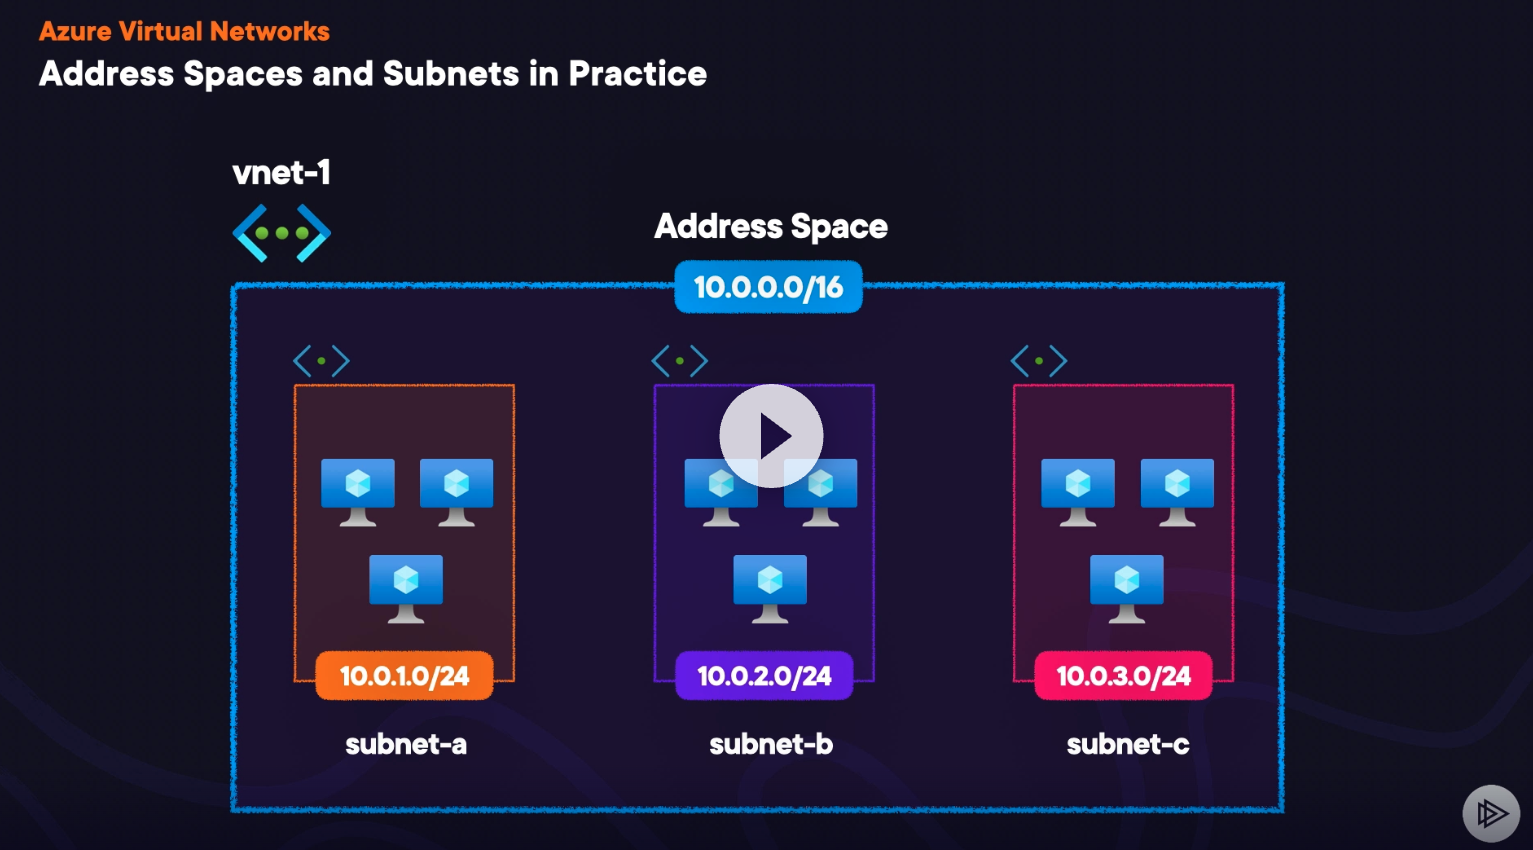 Azure Virtual Networks
Address Spaces and Subnets in Practice
vnet-1
Address Space
10.0.0.0/16
10.0.1.0/24
10.0.2.0/24
10.0.3.0/24
subnet-a
subnet-b
subnet-c